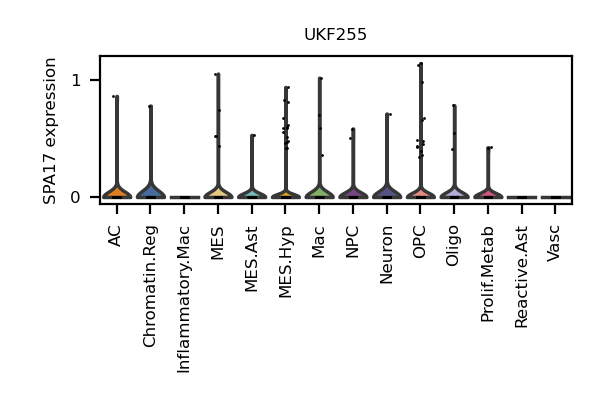 UKF255
SPA17 expression
1
0
AC
Chromatin.Reg
Inflammatory.Mac
MES
MES.Ast
MES.Hyp
Mac
NPC
Neuron
OPC
Oligo
Prolif.Metab
Reactive.Ast
Vasc